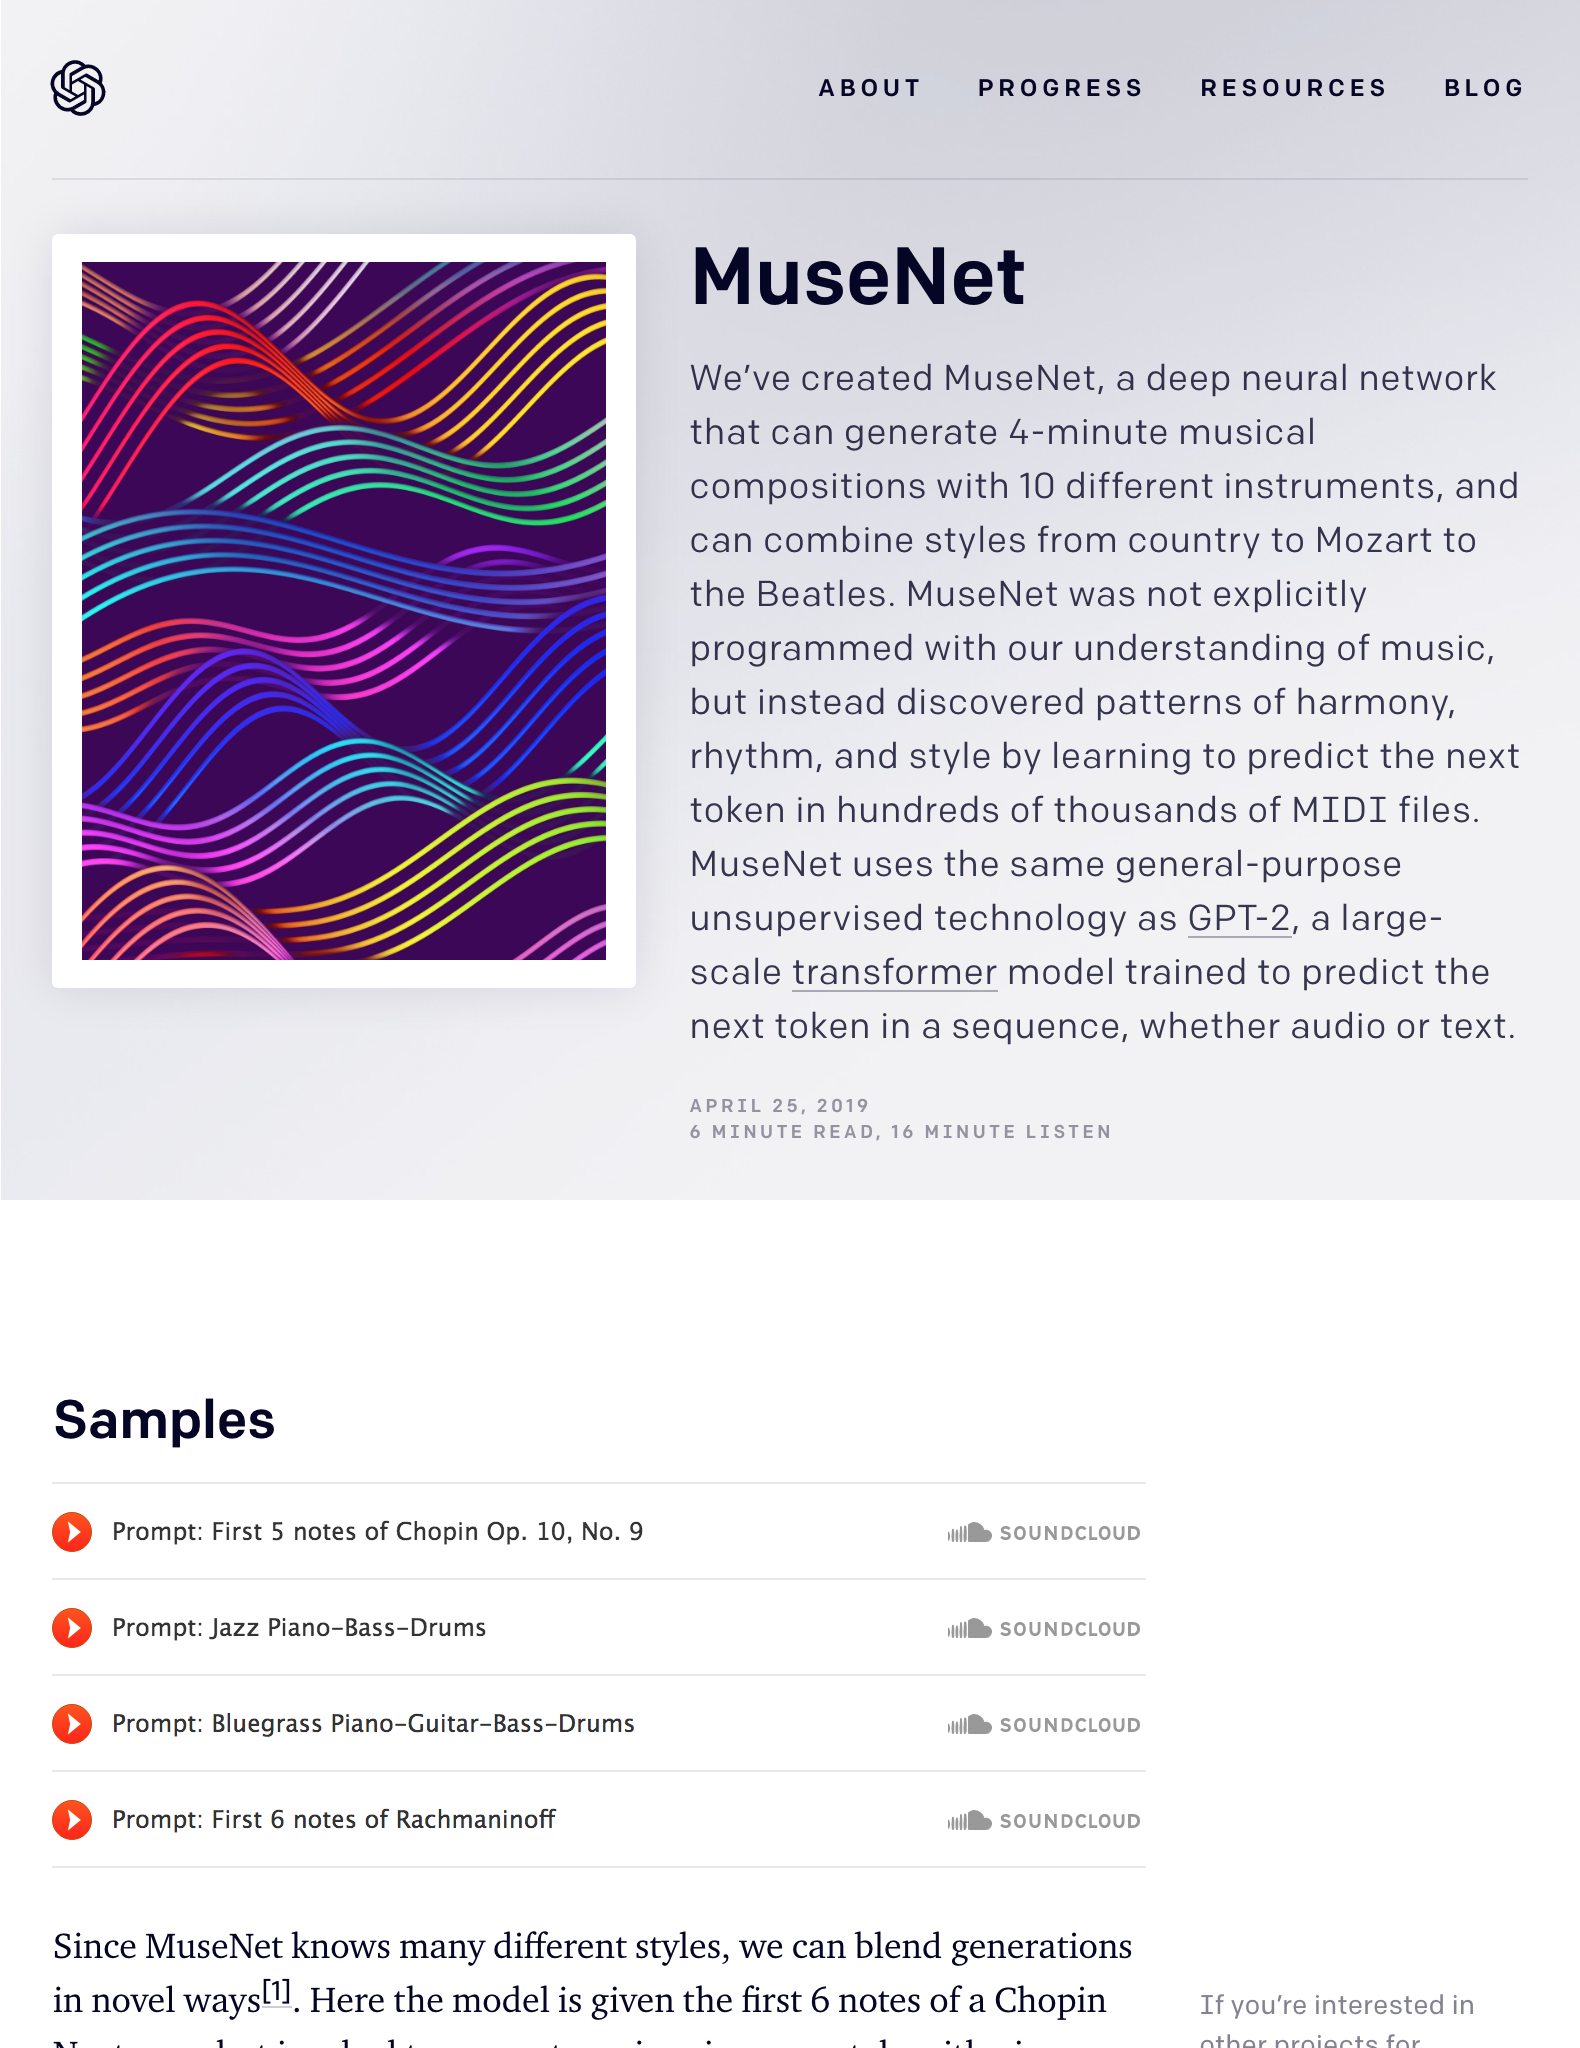 ABOUT PROGRESS RESOURCES BLOG
MuseNet
We’ve created MuseNet, a deep neural network
that can generate 4-minute musical
compositions with 10 different instruments, and
can combine styles from country to Mozart to
the Beatles. MuseNet was not explicitly
programmed with our understanding of music,
but instead discovered patterns of harmony,
rhythm, and style by learning to predict the next
token in hundreds of thousands of MIDI files.
MuseNet uses the same general-purpose
unsupervised technology as GPT-2, a large-
scale transformer model trained to predict the
next token in a sequence, whether audio or text.
APRIL 25, 2019
6 MINUTE READ, 16 MINUTE LISTEN
Samples
Prompt: First 5 notes of Chopin Op. 10, No. 9 SOUNDCLOUD
Prompt: Jazz Piano–Bass–Drums SOUNDCLOUD
Prompt: Bluegrass Piano–Guitar–Bass–Drums SOUNDCLOUD
Prompt: First 6 notes of Rachmaninoff SOUNDCLOUD
Since MuseNet knows many different styles, we can blend generations
in novel ways[1]. Here the model is given the first 6 notes of a Chopin
If you’re interested in
other projects for